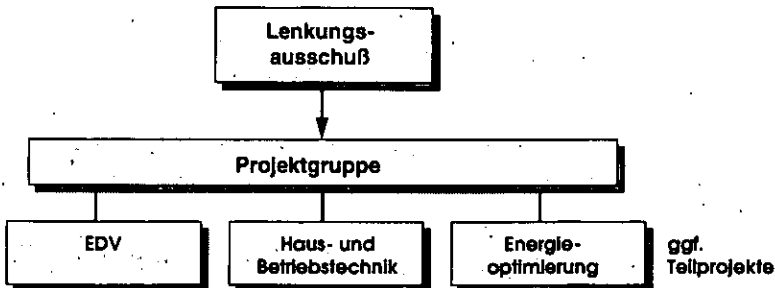 Lenkungs-
ausschuß
Projektgruppe
EDV
Haus- und
Betriebstechnik
Energie-
optimierung
ggf.
Teilprojekte